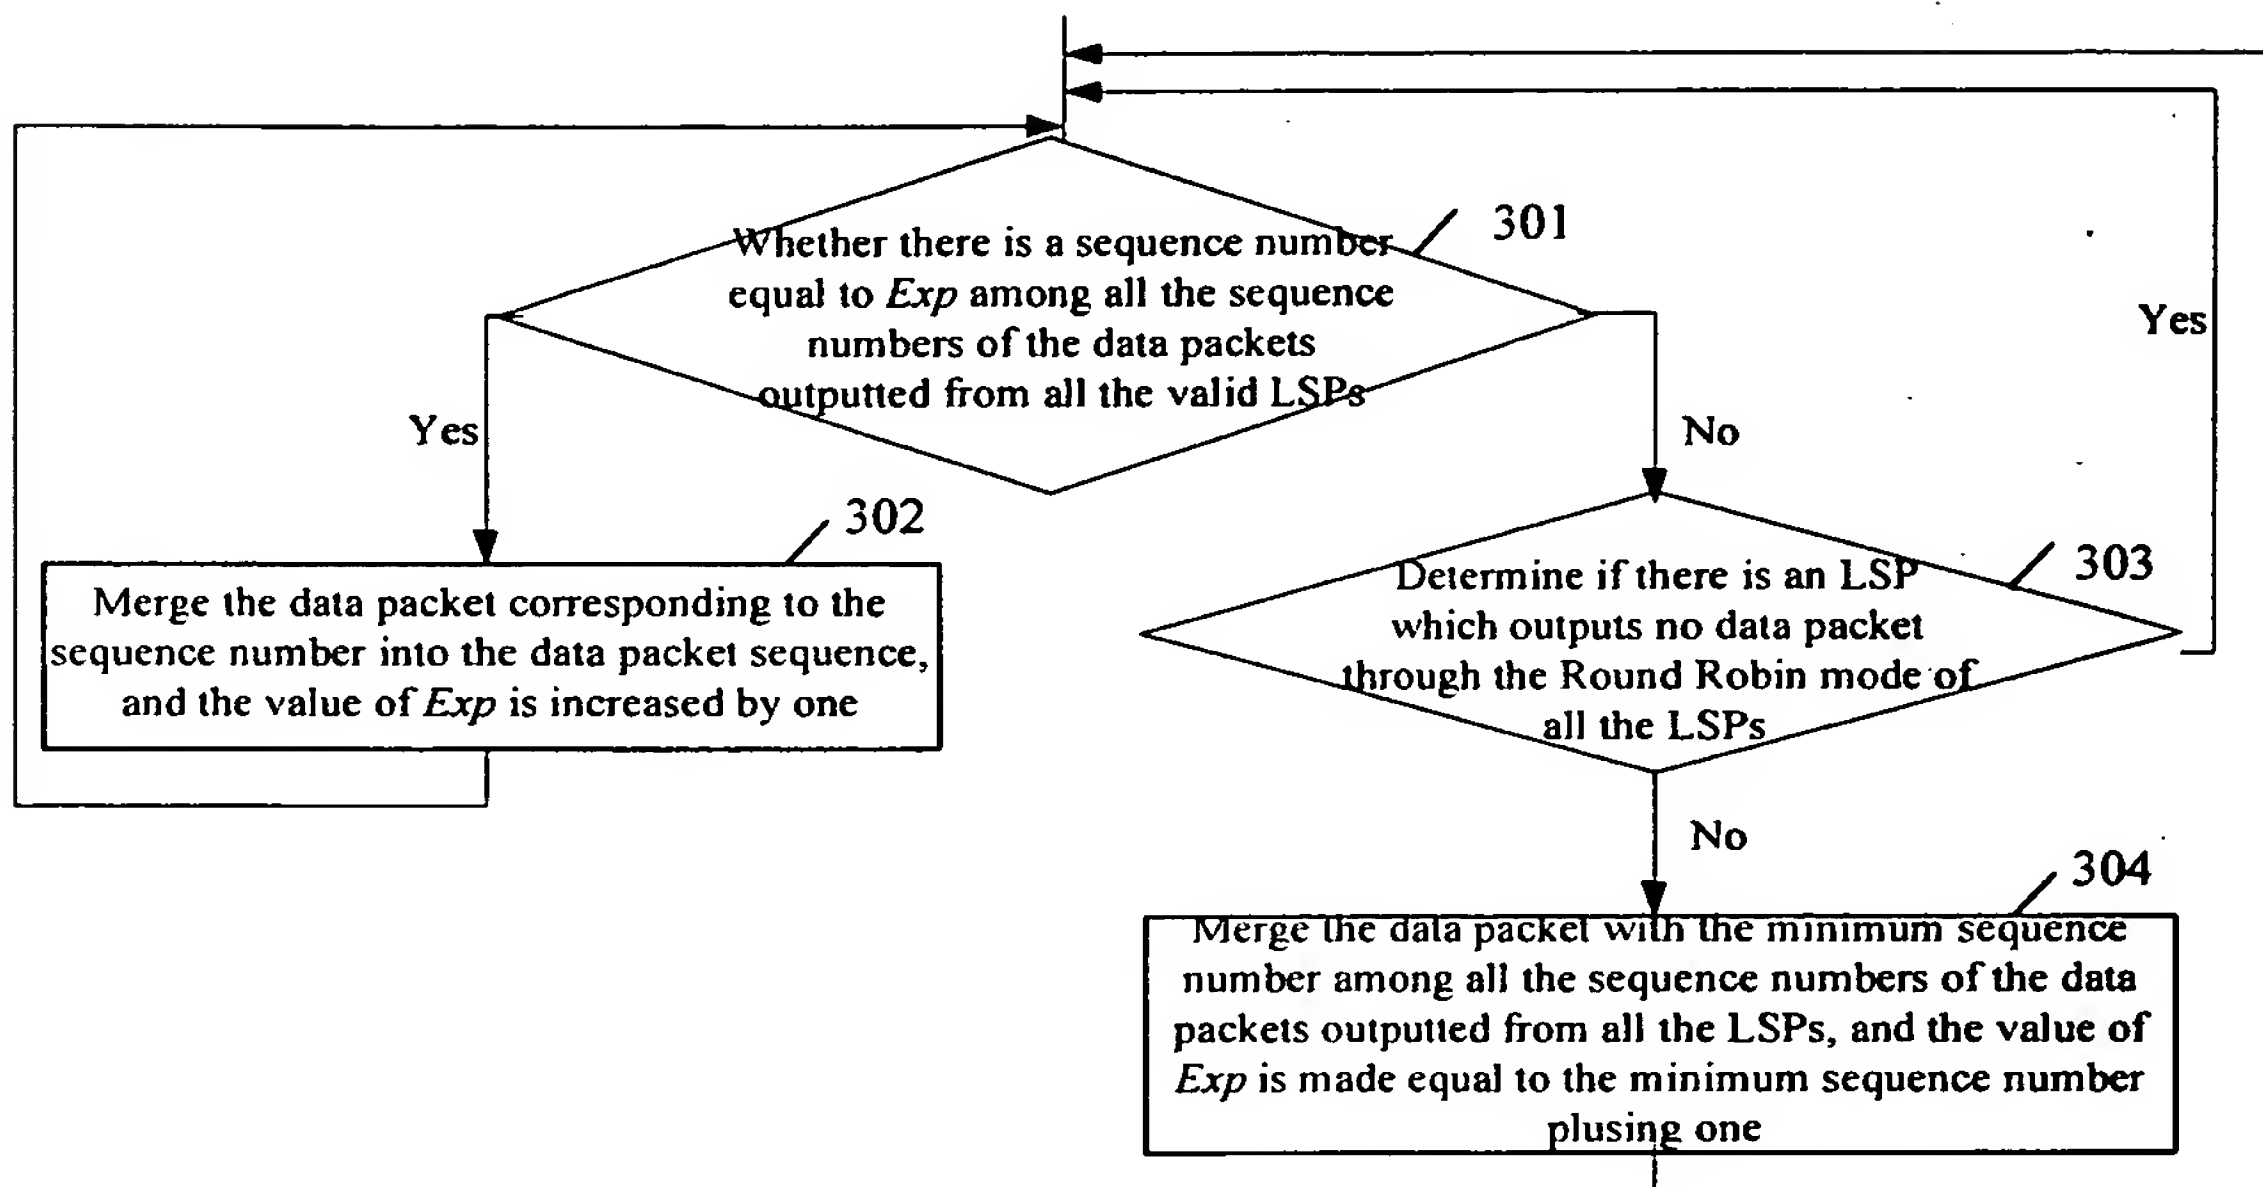 301
Whether there is a sequence number
equal to Exp among all the sequence
numbers of the data packets
outputted from all the valid LSPs
Yes
No
Yes
302
Merge the data packet corresponding to the
sequence number into the data packet sequence,
and the value of Exp is increased by one
303
Determine if there is an LSP
which outputs no data packet
through the Round Robin mode of
all the LSPs
No
304
Merge the data packet with the minimum sequence
number among all the sequence numbers of the data
packets outputted from all the LSPs, and the value of
Exp is made equal to the minimum sequence number
plusing one